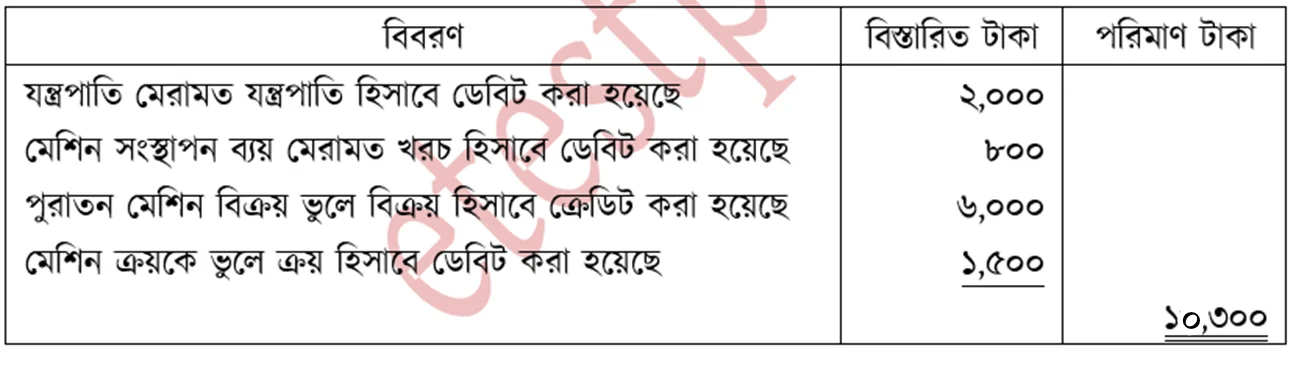 বিবরণ বিস্তারিত টাকা পরিমাণ টাকা
যন্ত্রপাতি মেরামত যন্ত্রপাতি হিসাবে ডেবিট করা হয়েছে ২,০০০
মেশিন সংস্থাপন ব্যয় মেরামত খরচ হিসাবে ডেবিট করা হয়েছে ৮০০
পুরাতন মেশিন বিক্রয় ভুলে বিক্রয় হিসাবে ক্রেডিট করা হয়েছে ৬,০০০
মেশিন ক্রয়কে ভুলে ক্রয় হিসাবে ডেবিট করা হয়েছে ১,৫০০
১০,৩০০
etestp